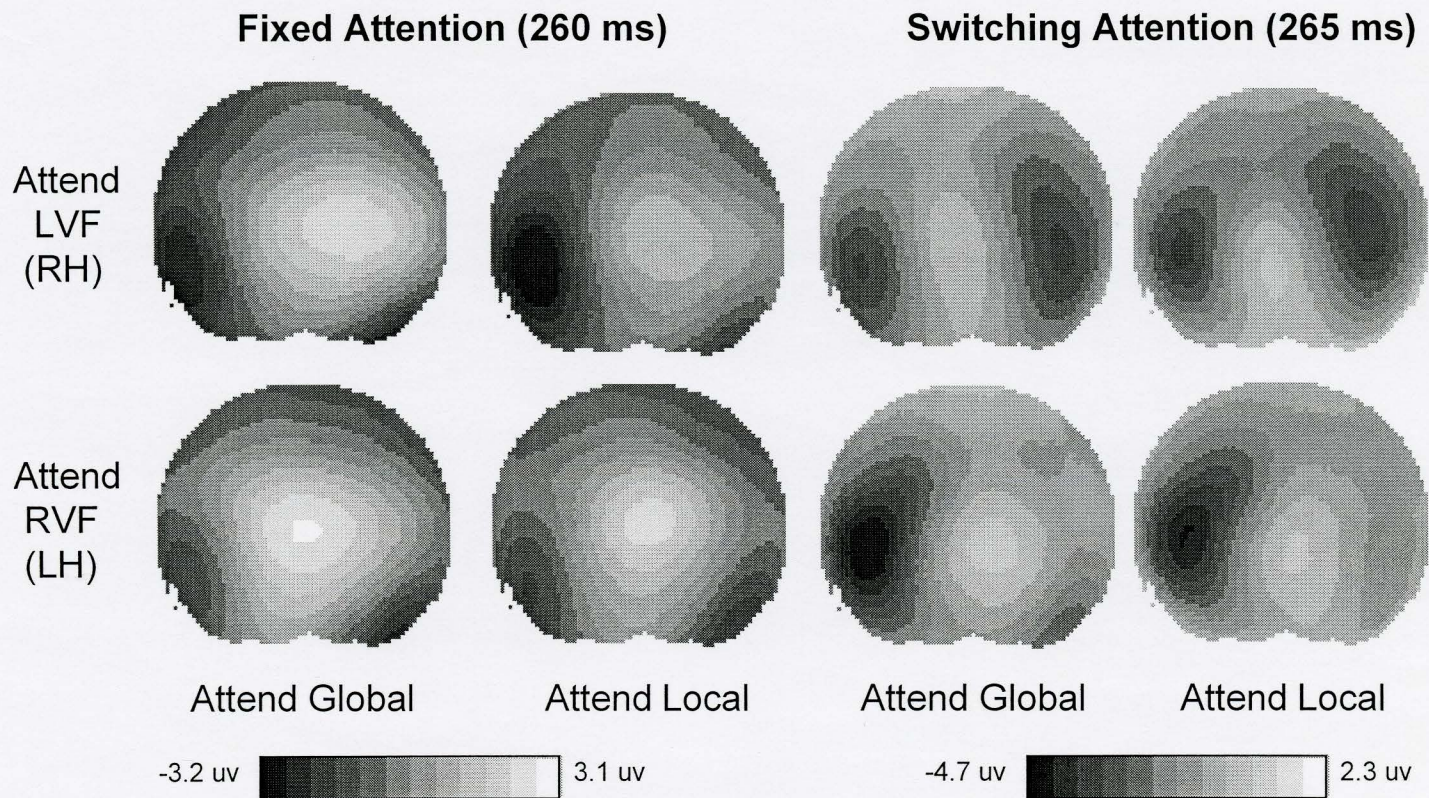 Fixed Attention (260 ms)
Switching Attention (265 ms)
Attend
LVF
(RH)
Attend
RVF
(LH)
Attend Global
Attend Local
Attend Global
Attend Local
-3.2 uv
3.1 uv
-4.7 uv
2.3 uv